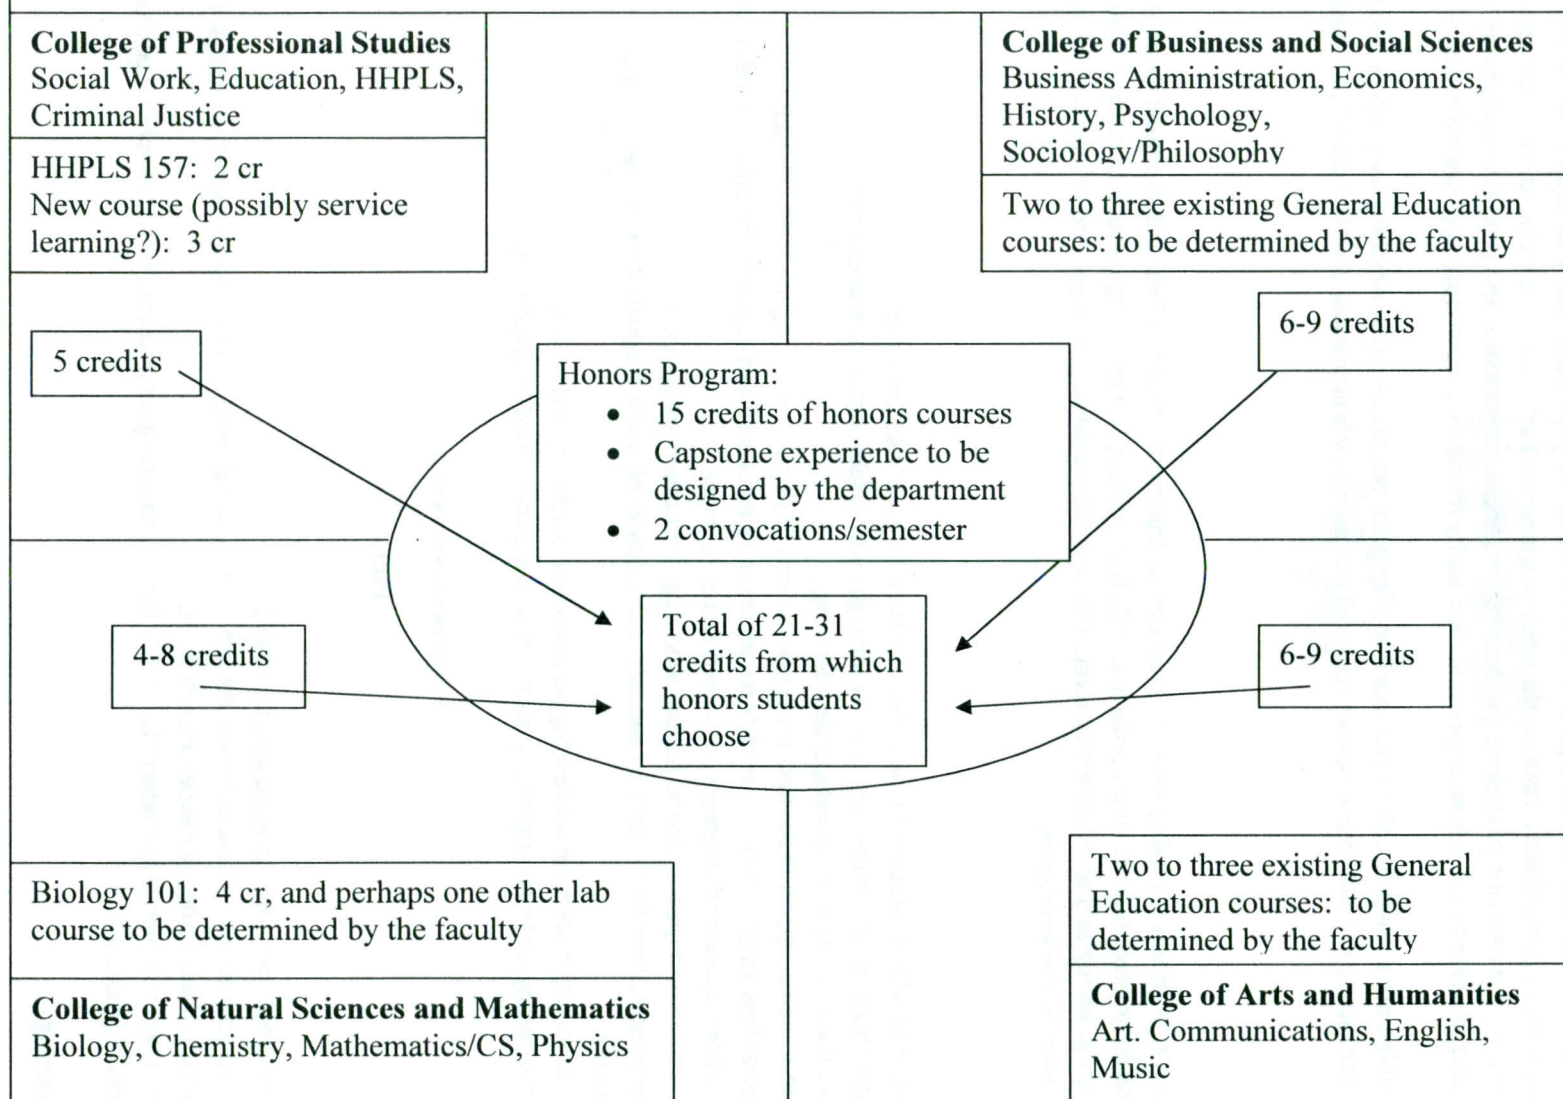 College of Professional Studies
Social Work, Education, HHPLS,
Criminal Justice
HHPLS 157: 2 cr
New course (possibly service
learning?): 3 cr
College of Business and Social Sciences
Business Administration, Economics,
History, Psychology,
Sociology/Philosophy
Two to three existing General Education
courses: to be determined by the faculty
5 credits
6-9 credits
Honors Program:
• 15 credits of honors courses
• Capstone experience to be
designed by the department
• 2 convocations/semester
4-8 credits
Total of 21-31
credits from which
honors students
choose
6-9 credits
Biology 101: 4 cr, and perhaps one other lab
course to be determined by the faculty
College of Natural Sciences and Mathematics
Biology, Chemistry, Mathematics/CS, Physics
Two to three existing General
Education courses: to be
determined by the faculty
College of Arts and Humanities
Art. Communications, English,
Music